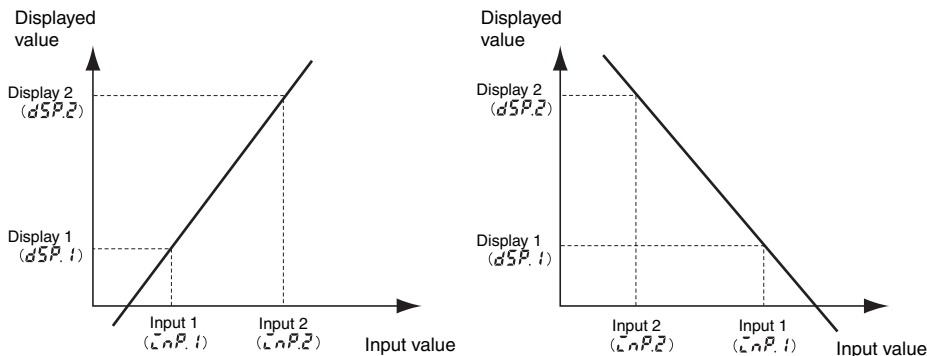 Displayed
value
Display 2
(dSP.2)
Display 1
(dSP.1)
Input 1
(inP.1)
Input 2
(inP.2)
Input value
Displayed
value
Display 2
(dSP.2)
Display 1
(dSP.1)
Input 2
(inP.2)
Input 1
(inP.1)
Input value